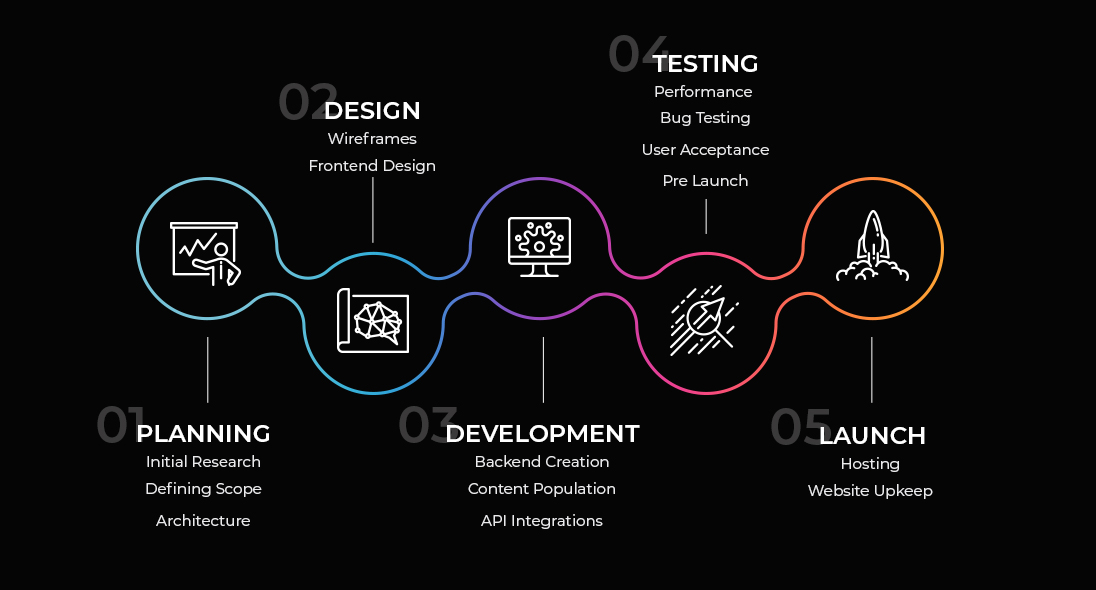 01
PLANNING
Initial Research
Defining Scope
Architecture
02
DESIGN
Wireframes
Frontend Design
03
DEVELOPMENT
Backend Creation
Content Population
API Integrations
04
TESTING
Performance
Bug Testing
User Acceptance
Pre Launch
05
LAUNCH
Hosting
Website Upkeep